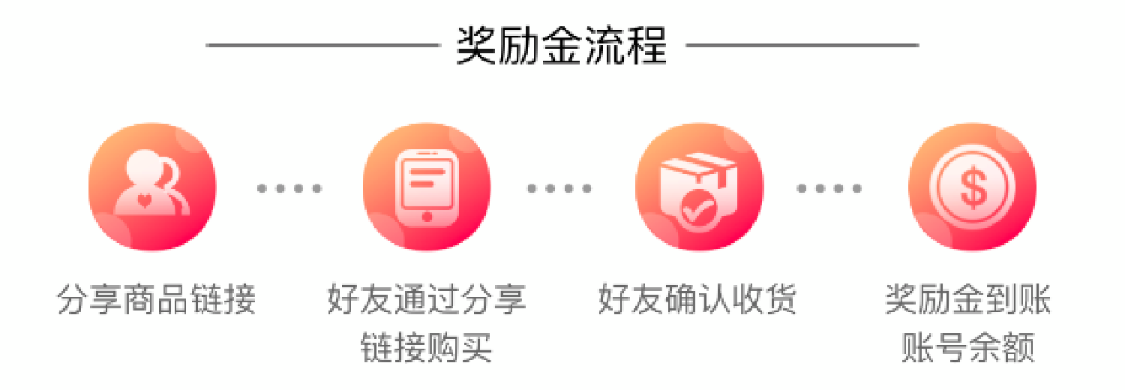 奖励金流程
分享商品链接
好友通过分享
链接购买
好友确认收货
奖励金到账
账号余额
$